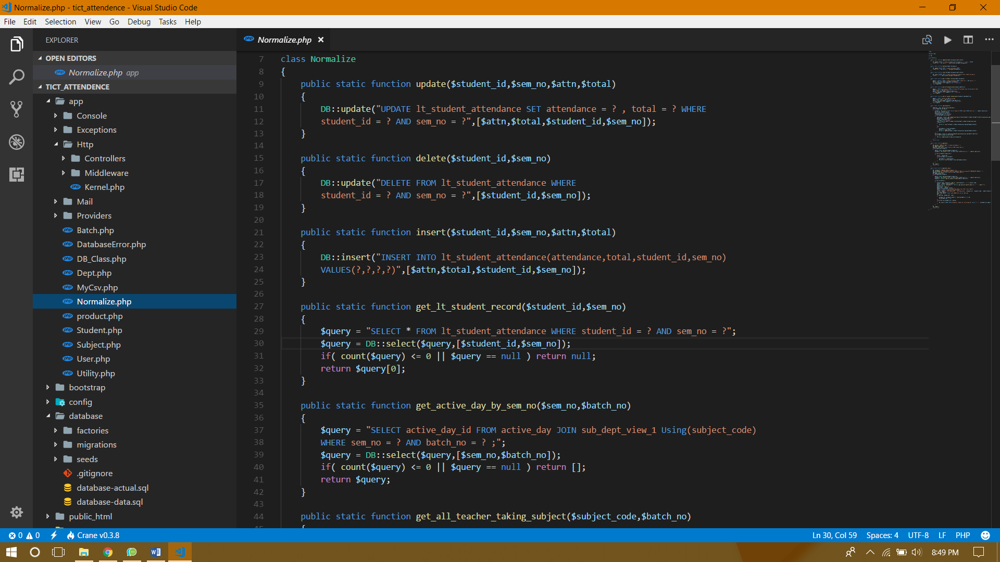 Normalize.php - tict_attendence - Visual Studio Code
File Edit Selection View Go Debug Tasks Help
EXPLORER
OPEN EDITORS
Normalize.php app
TICT_ATTENDENCE
app
Console
Exceptions
Http
Controllers
Middleware
Kernel.php
Mail
Providers
Batch.php
DatabaseError.php
DB_Class.php
Dept.php
MyCsv.php
Normalize.php
product.php
Student.php
Subject.php
User.php
Utility.php
bootstrap
config
database
factories
migrations
seeds
.gitignore
database-actual.sql
database-data.sql
public_html
Normalize.php
7 class Normalize
8 {
9 public static function update($student_id,$sem_no,$attn,$total)
10 {
11 DB::update("UPDATE lt_student_attendance SET attendance = ? , total = ? WHERE
12 student_id = ? AND sem_no = ?",[$attn,$total,$student_id,$sem_no]);
13 }
14
15 public static function delete($student_id,$sem_no)
16 {
17 DB::update("DELETE FROM lt_student_attendance WHERE
18 student_id = ? AND sem_no = ?",[$student_id,$sem_no]);
19 }
20
21 public static function insert($student_id,$sem_no,$attn,$total)
22 {
23 DB::insert("INSERT INTO lt_student_attendance(attendance,total,student_id,sem_no)
24 VALUES(?,?,?,?)",[$attn,$total,$student_id,$sem_no]);
25 }
26
27 public static function get_lt_student_record($student_id,$sem_no)
28 {
29 $query = "SELECT * FROM lt_student_attendance WHERE student_id = ? AND sem_no = ?";
30 $query = DB::select($query,[$student_id,$sem_no]);
31 if( count($query) <= 0 || $query == null ) return null;
32 return $query[0];
33 }
34
35 public static function get_active_day_by_sem_no($sem_no,$batch_no)
36 {
37 $query = "SELECT active_day_id FROM active_day JOIN sub_dept_view_1 Using(subject_code)
38 WHERE sem_no = ? AND batch_no = ? ;";
39 $query = DB::select($query,[$sem_no,$batch_no]);
40 if( count($query) <= 0 || $query == null ) return [];
41 return $query;
42 }
43
44 public static function get_all_teacher_taking_subject($subject_code,$batch_no)
45 {
0 0 Crane v0.3.8 Ln 30, Col 59 Spaces: 4 UTF-8 LF PHP
8:49 PM